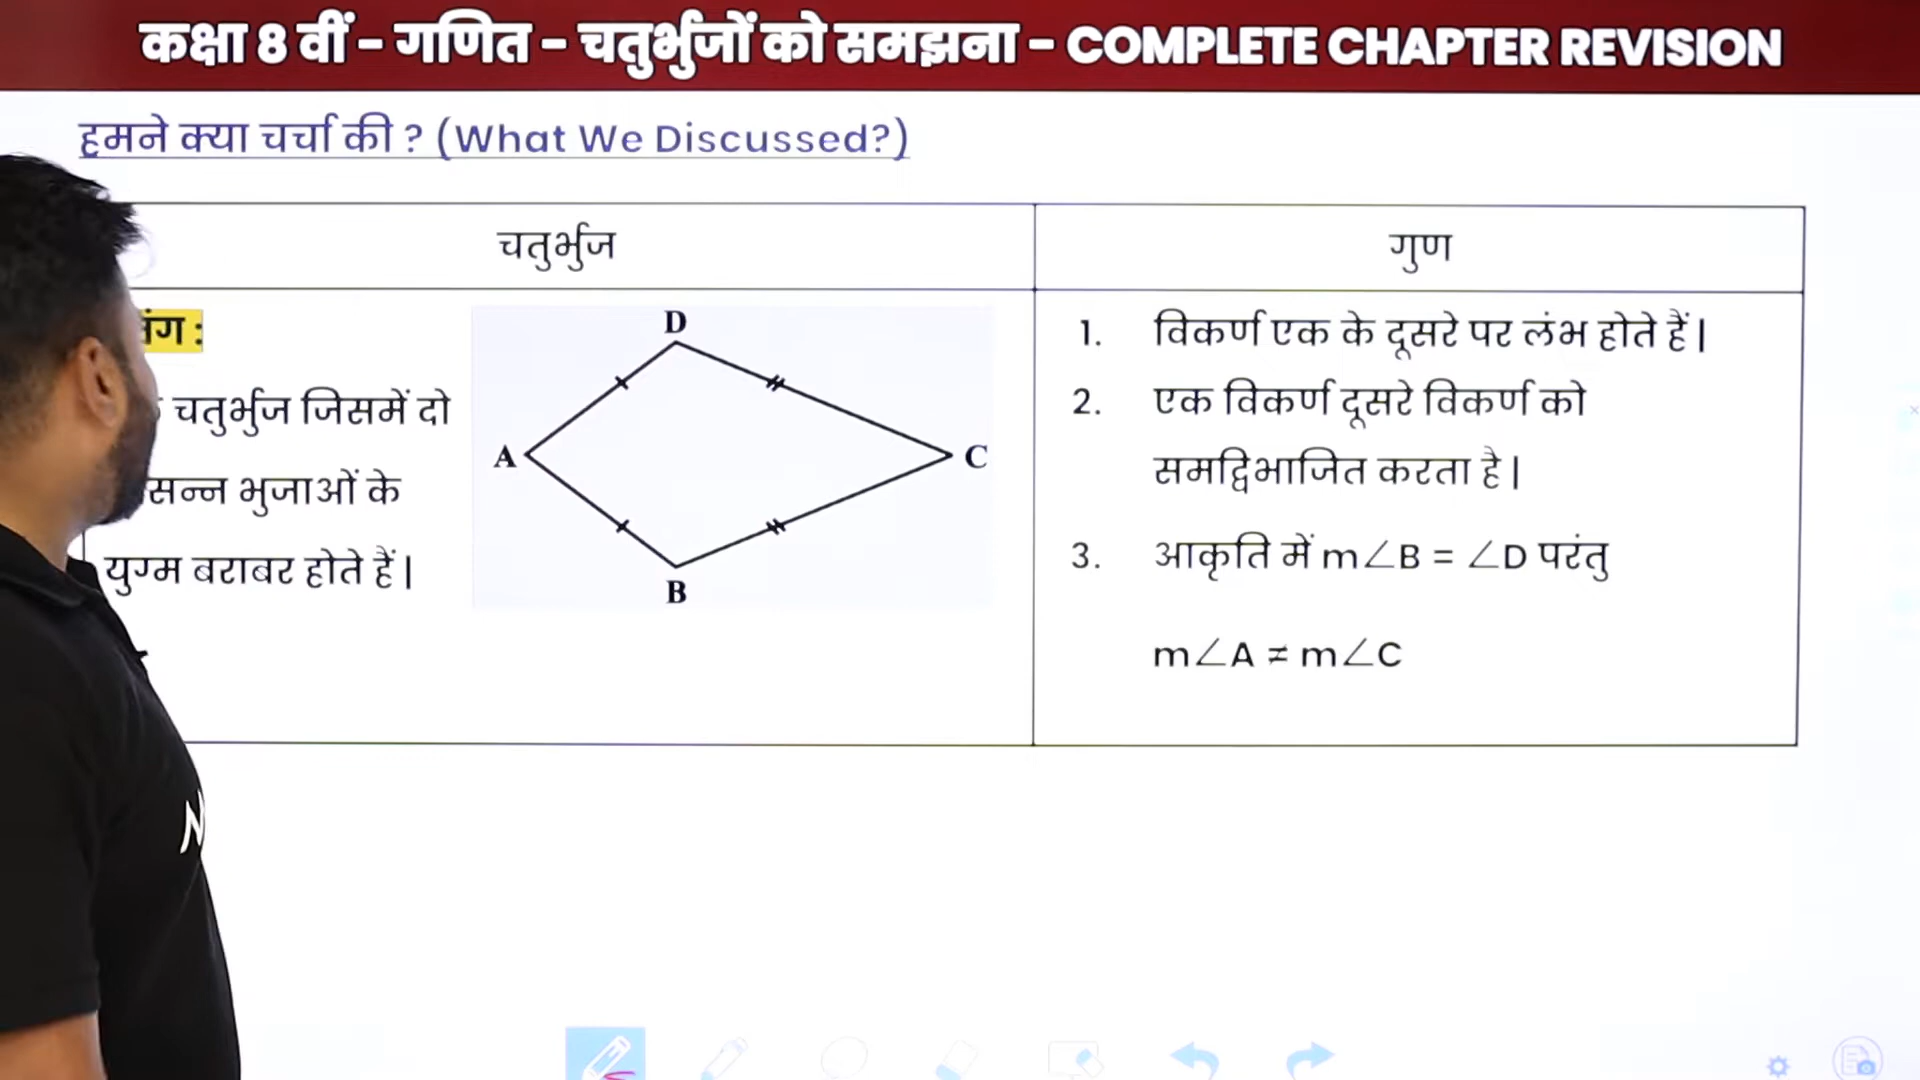 कक्षा 8 वीं – गणित – चतुर्भुजों को समझना – COMPLETE CHAPTER REVISION
हमने क्या चर्चा की ? (What We Discussed?)
चतुर्भुज
गुण
चतुर्भुज जिसमें दो
भुजाओं के
युग्म बराबर होते हैं |
D
A
C
B
1. विकर्ण एक के दूसरे पर लंभ होते हैं |
2. एक विकर्ण दूसरे विकर्ण को
समद्विभाजित करता है |
3. आकृति में m∠B = ∠D परंतु
m∠A ≠ m∠C